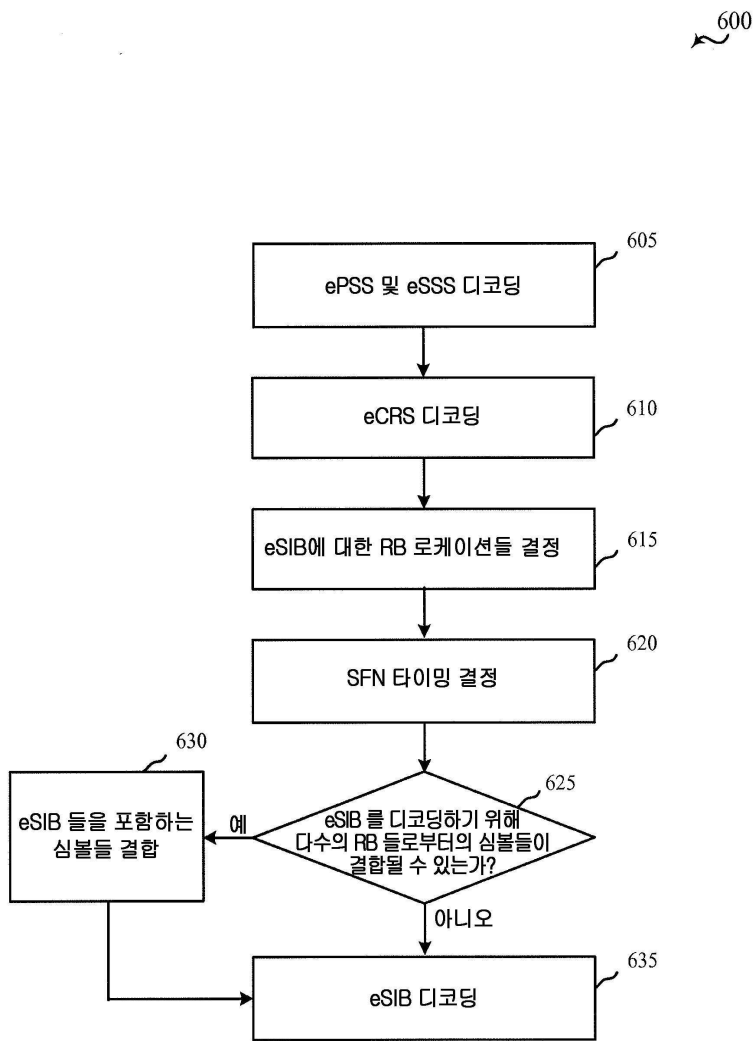 600
605
ePSS 및 eSSS 디코딩
eCRS 디코딩
610
eSIB에 대한 RB 로케이션들 결정
615
620
SFN 타이밍 결정
630
625
eSIB 들을 포함하는
심볼들 결합
예
eSIB 를 디코딩하기 위해
다수의 RB 들로부터의 심볼들이
결합될 수 있는가?
아니오
635
eSIB 디코딩